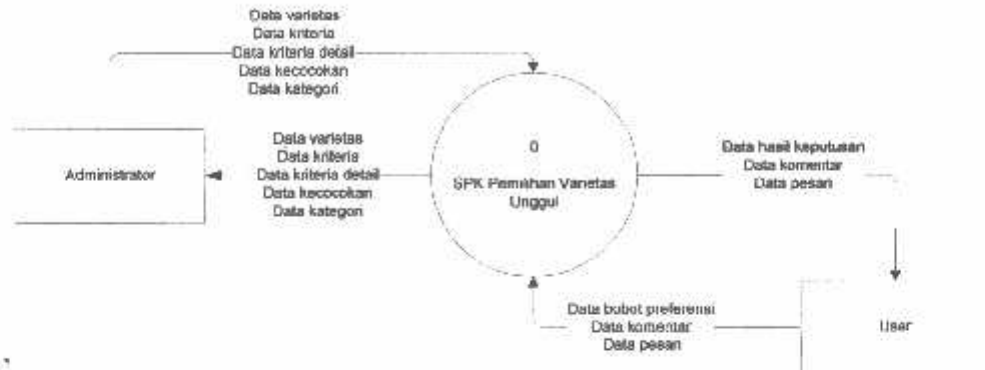 Data varietas
Data kriteria
Data kriteria detail
Data kecocokan
Data kategori
Administrator
Data varietas
Data kriteria
Data kriteria detail
Data kecocokan
Data kategori
0
SPK Pemilihan Varietas
Unggul
Data hasil keputusan
Data komentar
Data pesan
Data bobot preferensi
Data komentar
Data pesan
User